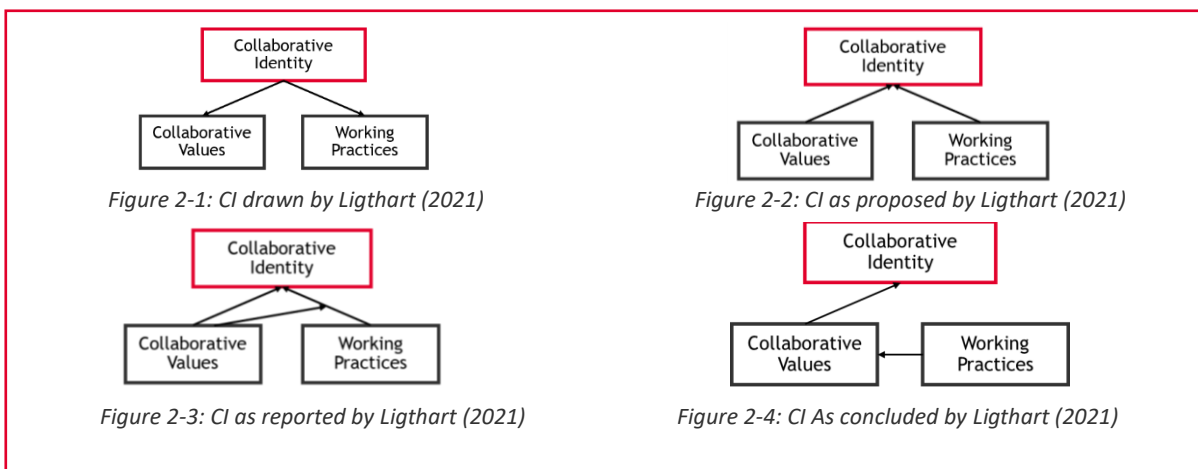 Collaborative
Identity
Collaborative
Values
Working
Practices
Figure 2-1: CI drawn by Ligthart (2021)
Collaborative
Identity
Collaborative
Values
Working
Practices
Figure 2-2: CI as proposed by Ligthart (2021)
Collaborative
Identity
Collaborative
Values
Working
Practices
Figure 2-3: CI as reported by Ligthart (2021)
Collaborative
Identity
Collaborative
Values
Working
Practices
Figure 2-4: CI As concluded by Ligthart (2021)